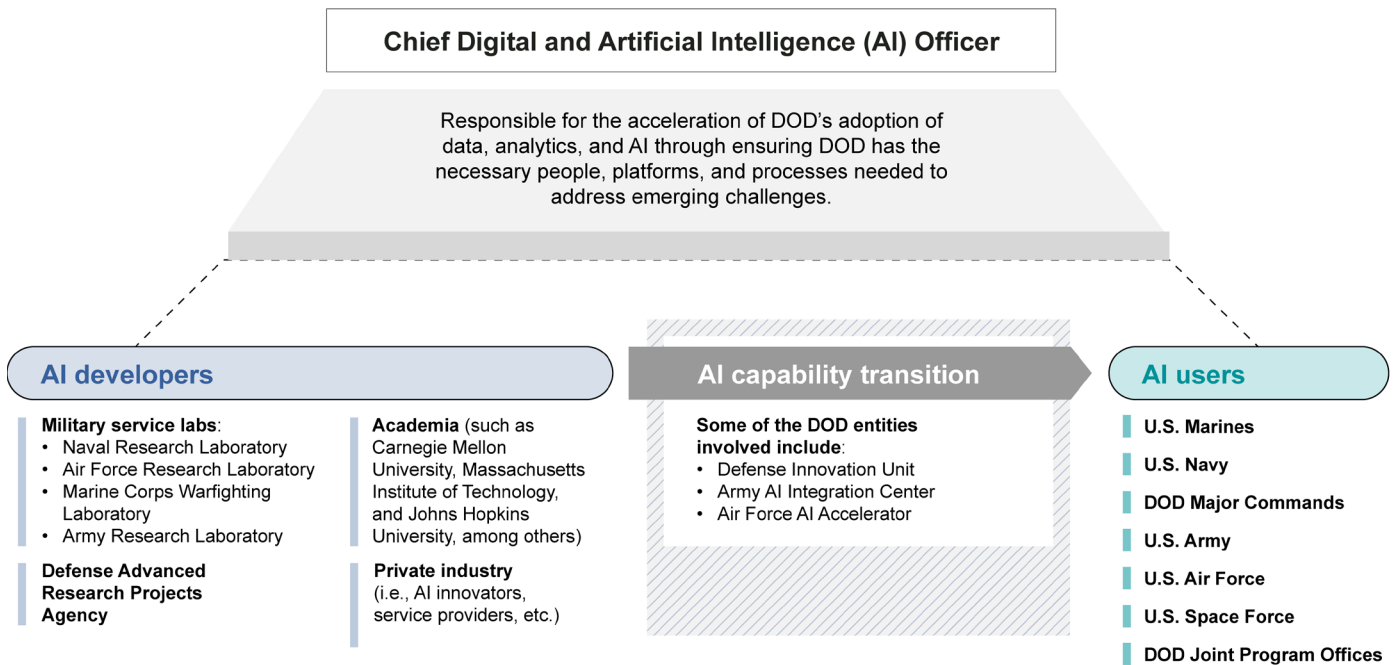 Chief Digital and Artificial Intelligence (AI) Officer
Responsible for the acceleration of DOD's adoption of
data, analytics, and AI through ensuring DOD has the
necessary people, platforms, and processes needed to
address emerging challenges.
AI developers
Military service labs:
• Naval Research Laboratory
• Air Force Research Laboratory
• Marine Corps Warfighting
Laboratory
• Army Research Laboratory
Defense Advanced
Research Projects
Agency
Academia (such as
Carnegie Mellon
University, Massachusetts
Institute of Technology,
and Johns Hopkins
University, among others)
Private industry
(i.e., AI innovators,
service providers, etc.)
AI capability transition
Some of the DOD entities
involved include:
• Defense Innovation Unit
• Army AI Integration Center
• Air Force AI Accelerator
AI users
U.S. Marines
U.S. Navy
DOD Major Commands
U.S. Army
U.S. Air Force
U.S. Space Force
DOD Joint Program Offices